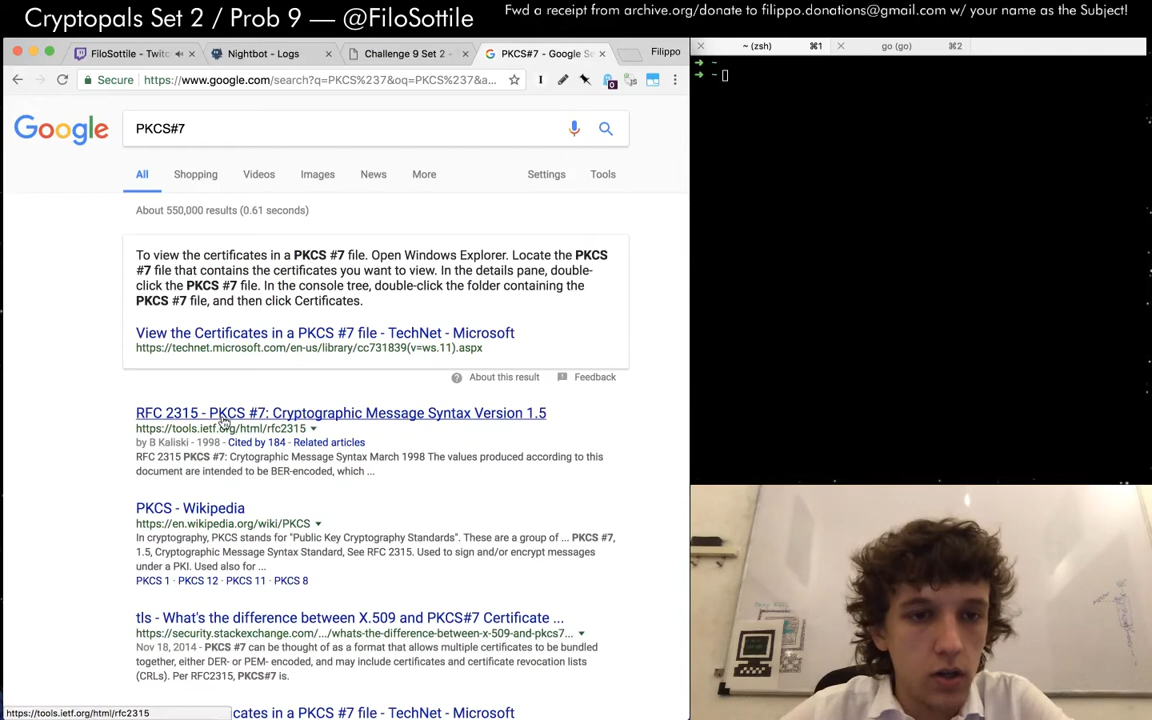 Cryptopals Set 2 / Prob 9 — @FiloSottile
Fwd a receipt from archive.org/donate to filippo.donations@gmail.com w/ your name as the Subject!
FiloSottile - Twitc
Nightbot - Logs
Challenge 9 Set 2 -
PKCS#7 - Google Se
Filippo
~ (zsh) ⌘1
go (go) ⌘2
Secure https://www.google.com/search?q=PKCS%237&oq=PKCS%237&a...
→ ~
→ ~
Google
PKCS#7
All Shopping Videos Images News More Settings Tools
About 550,000 results (0.61 seconds)
To view the certificates in a PKCS #7 file. Open Windows Explorer. Locate the PKCS
#7 file that contains the certificates you want to view. In the details pane, double-
click the PKCS #7 file. In the console tree, double-click the folder containing the
PKCS #7 file, and then click Certificates.
View the Certificates in a PKCS #7 file - TechNet - Microsoft
https://technet.microsoft.com/en-us/library/cc731839(v=ws.11).aspx
About this result Feedback
RFC 2315 - PKCS #7: Cryptographic Message Syntax Version 1.5
https://tools.ietf.org/html/rfc2315
by B Kaliski - 1998 - Cited by 184 - Related articles
RFC 2315 PKCS #7: Crytographic Message Syntax March 1998 The values produced according to this
document are intended to be BER-encoded, which ...
PKCS - Wikipedia
https://en.wikipedia.org/wiki/PKCS
In cryptography, PKCS stands for "Public Key Cryptography Standards". These are a group of ... PKCS #7,
1.5, Cryptographic Message Syntax Standard, See RFC 2315. Used to sign and/or encrypt messages
under a PKI. Used also for ...
PKCS 1 · PKCS 12 · PKCS 11 · PKCS 8
tls - What's the difference between X.509 and PKCS#7 Certificate ...
https://security.stackexchange.com/.../whats-the-difference-between-x-509-and-pkcs7...
Nov 18, 2014 - PKCS #7 can be thought of as a format that allows multiple certificates to be bundled
together, either DER- or PEM- encoded, and may include certificates and certificate revocation lists
(CRLs). Per RFC2315, PKCS#7 is.
https://tools.ietf.org/html/rfc2315
cates in a PKCS #7 file - TechNet - Microsoft